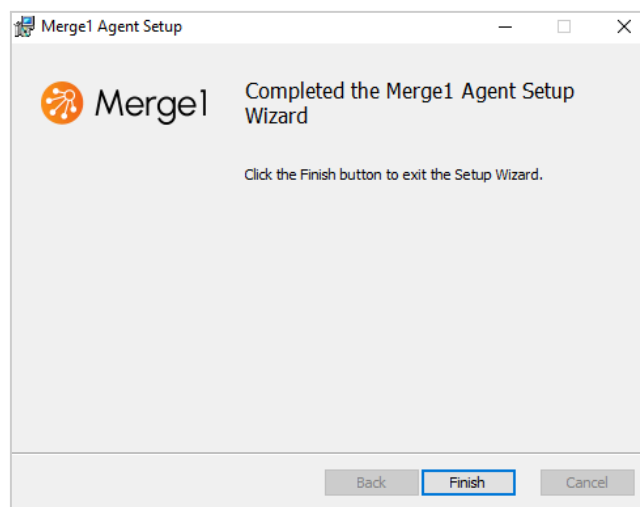 Merge1 Agent Setup
Merge1
Completed the Merge1 Agent Setup
Wizard
Click the Finish button to exit the Setup Wizard.
Back
Finish
Cancel